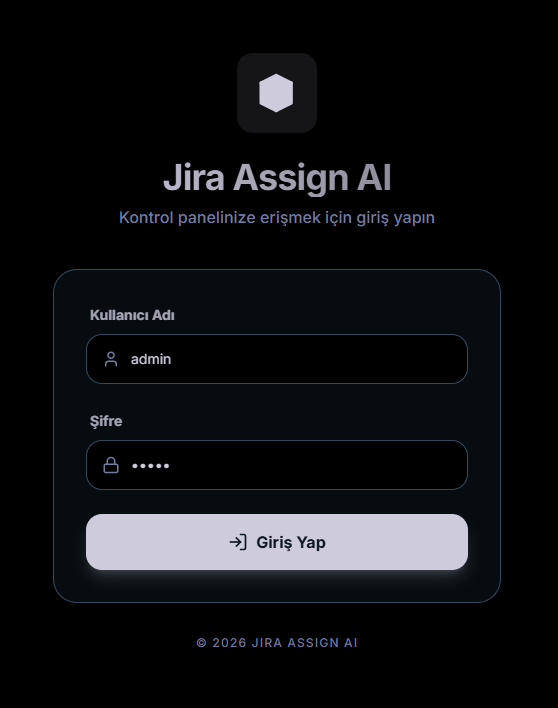 Jira Assign AI
Kontrol panelinize erişmek için giriş yapın
Kullanıcı Adı
admin
Şifre
•••••
Giriş Yap
© 2026 JIRA ASSIGN AI